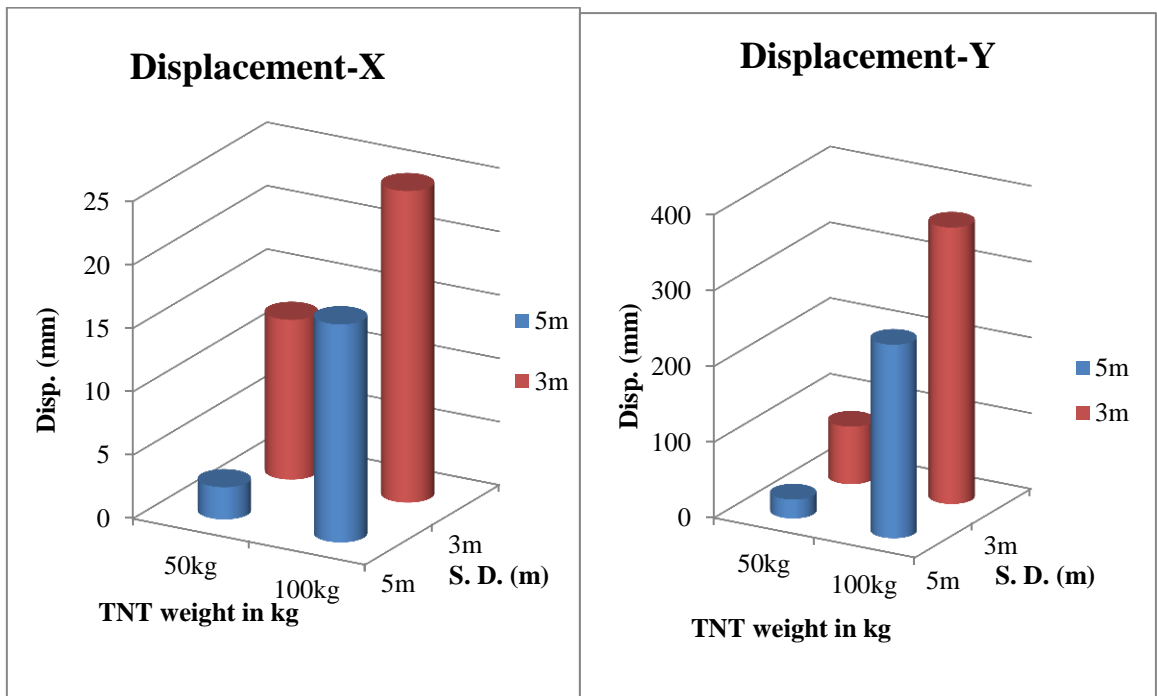 Displacement-X
25
20
15
10
5
0
Disp. (mm)
50kg
100kg
5m
3m
S. D. (m)
TNT weight in kg
5m
3m
Displacement-Y
400
300
200
100
0
Disp. (mm)
50kg
100kg
5m
3m
S. D. (m)
TNT weight in kg
5m
3m